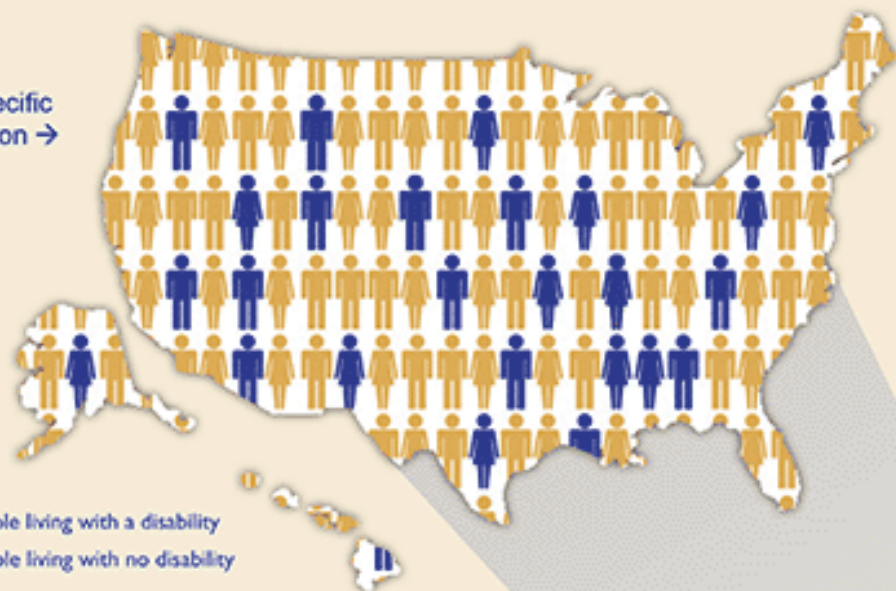 ecific
on →
ple living with a disability
ple living with no disability